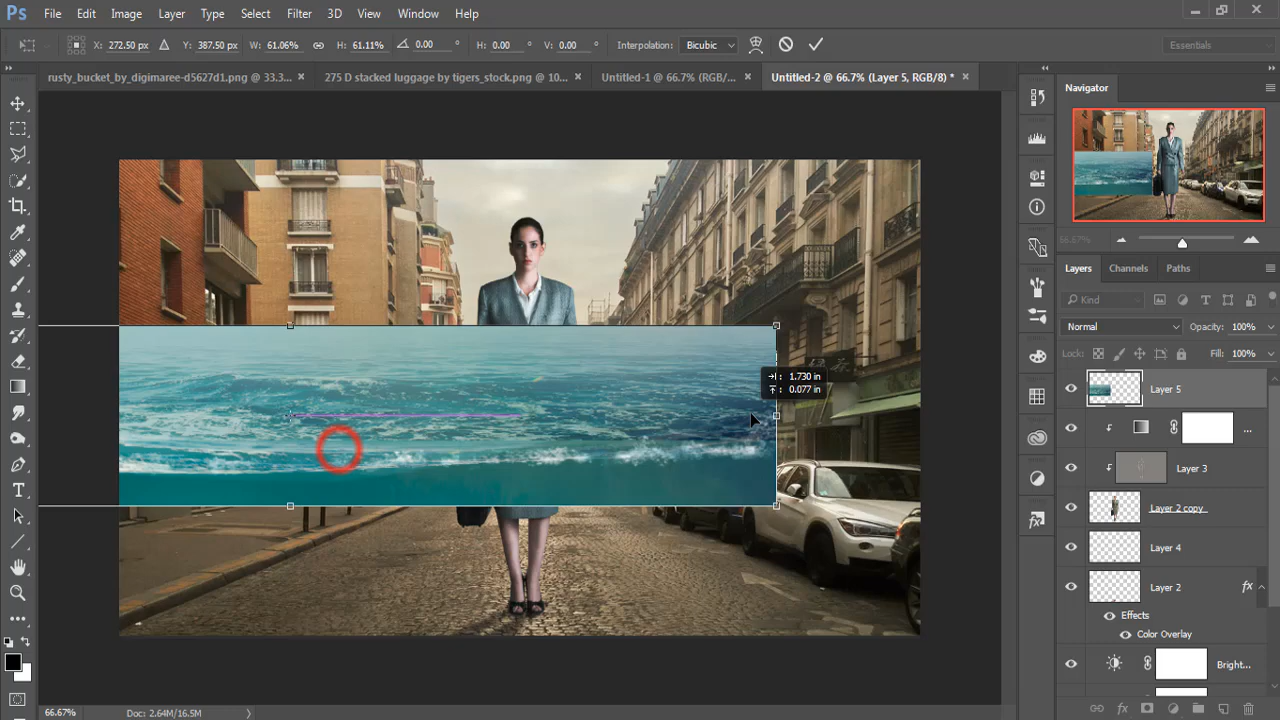 Ps File Edit Image Layer Type Select Filter 3D View Window Help
X: 272.50 px Y: 387.50 px W: 61.06% H: 61.11% 0.00 ° H: 0.00 ° V: 0.00 ° Interpolation: Bicubic Essentials
rusty_bucket_by_digimaree-d5627d1.png @ 33.3... × 275 D stacked luggage by tigers_stock.png @ 10... × Untitled-1 @ 66.7% (RGB/... × Untitled-2 @ 66.7% (Layer 5, RGB/8) * ×
Navigator
66.67%
Layers Channels Paths
Kind
Normal Opacity: 100%
Lock: Fill: 100%
Layer 5
...
Layer 3
Layer 2 copy
Layer 4
Layer 2 fx
Effects
Color Overlay
Bright...
: 1.730 in
: 0.077 in
66.67% Doc: 2.64M/16.5M